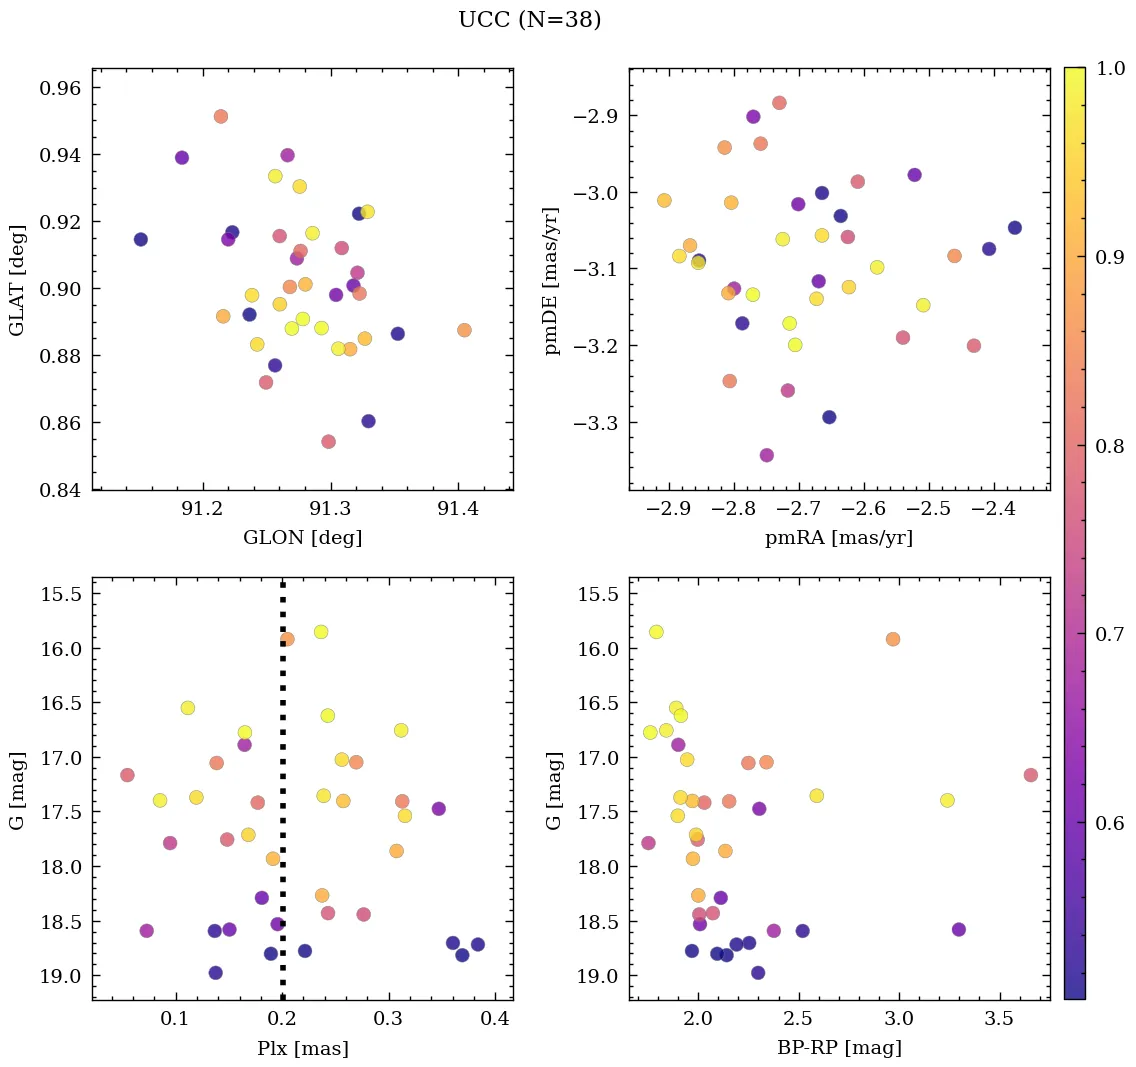 UCC (N=38)
0.96
0.94
0.92
0.90
0.88
0.86
0.84
GLAT [deg]
91.2 91.3 91.4
GLON [deg]
−2.9
−3.0
−3.1
−3.2
−3.3
pmDE [mas/yr]
−2.9 −2.8 −2.7 −2.6 −2.5 −2.4
pmRA [mas/yr]
15.5
16.0
16.5
17.0
17.5
18.0
18.5
19.0
G [mag]
0.1 0.2 0.3 0.4
Plx [mas]
15.5
16.0
16.5
17.0
17.5
18.0
18.5
19.0
G [mag]
2.0 2.5 3.0 3.5
BP-RP [mag]
1.0
0.9
0.8
0.7
0.6